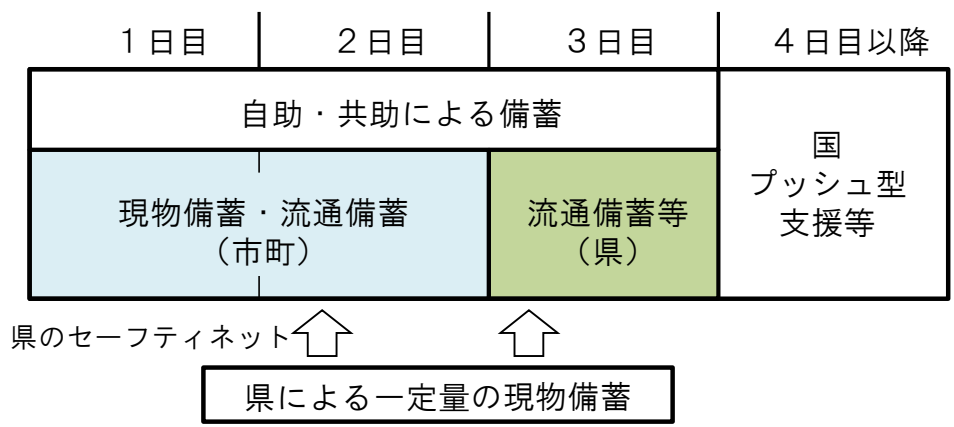 １日目　２日目　３日目　４日目以降
自助・共助による備蓄
国
プッシュ型
支援等
現物備蓄・流通備蓄
（市町）
流通備蓄等
（県）
県のセーフティネット
県による一定量の現物備蓄